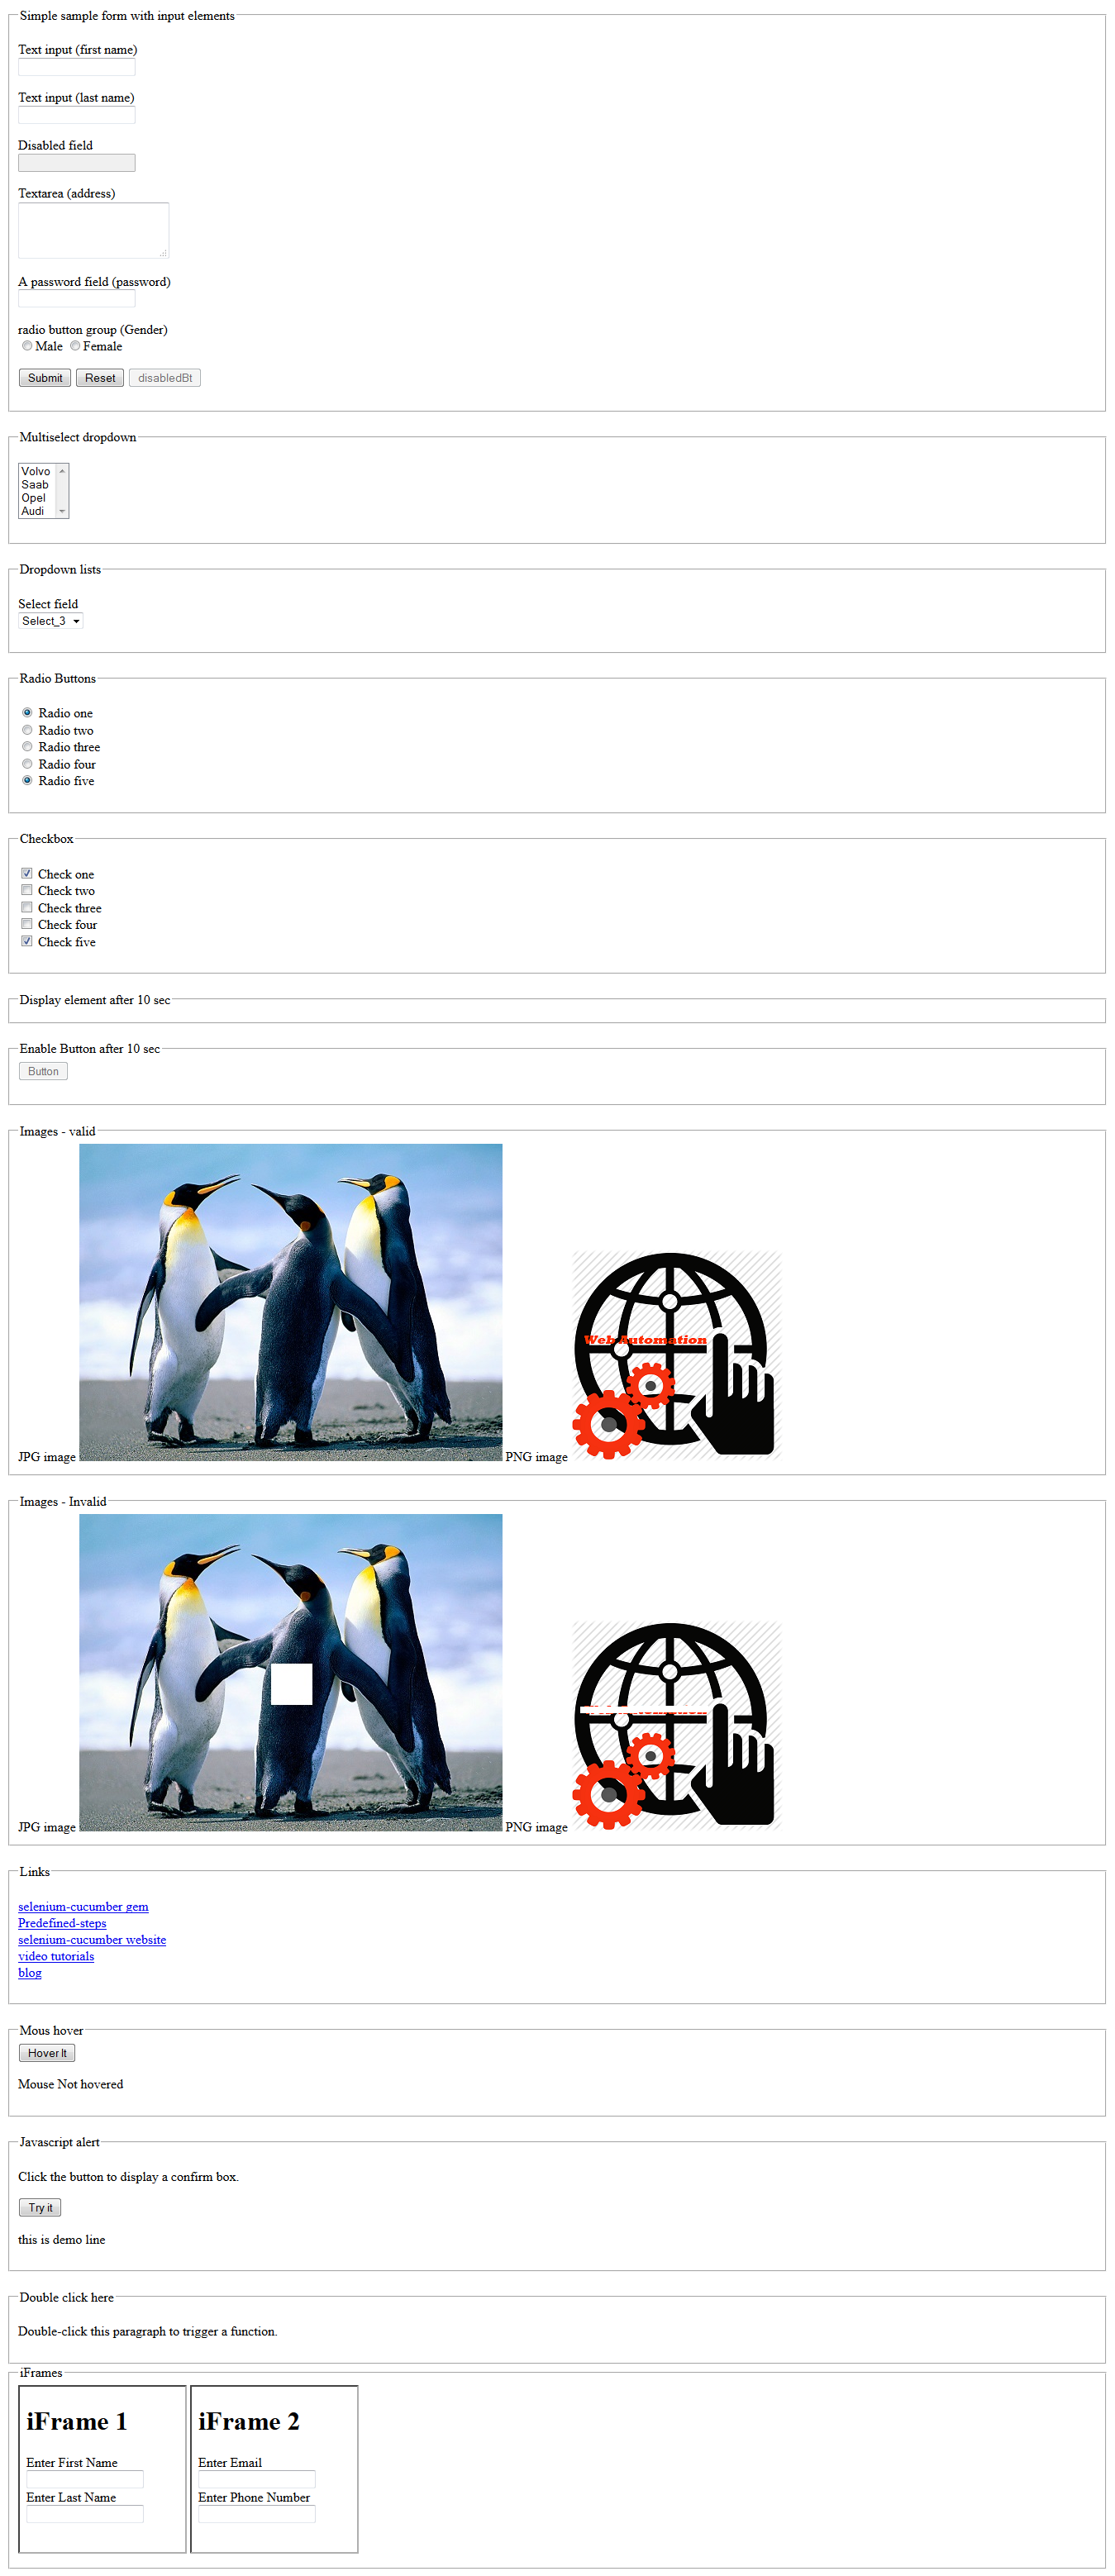 Simple sample form with input elements
Text input (first name)
Text input (last name)
Disabled field
Textarea (address)
A password field (password)
radio button group (Gender)
Male Female
Submit Reset disabledBt
Multiselect dropdown
Volvo
Saab
Opel
Audi
Dropdown lists
Select field
Select_3
Radio Buttons
Radio one
Radio two
Radio three
Radio four
Radio five
Checkbox
Check one
Check two
Check three
Check four
Check five
Display element after 10 sec
Enable Button after 10 sec
Button
Images - valid
Web Automation
JPG image PNG image
Images - Invalid
JPG image PNG image
Links
selenium-cucumber gem
Predefined-steps
selenium-cucumber website
video tutorials
blog
Mous hover
Hover It
Mouse Not hovered
Javascript alert
Click the button to display a confirm box.
Try it
this is demo line
Double click here
Double-click this paragraph to trigger a function.
iFrames
iFrame 1
Enter First Name
Enter Last Name
iFrame 2
Enter Email
Enter Phone Number